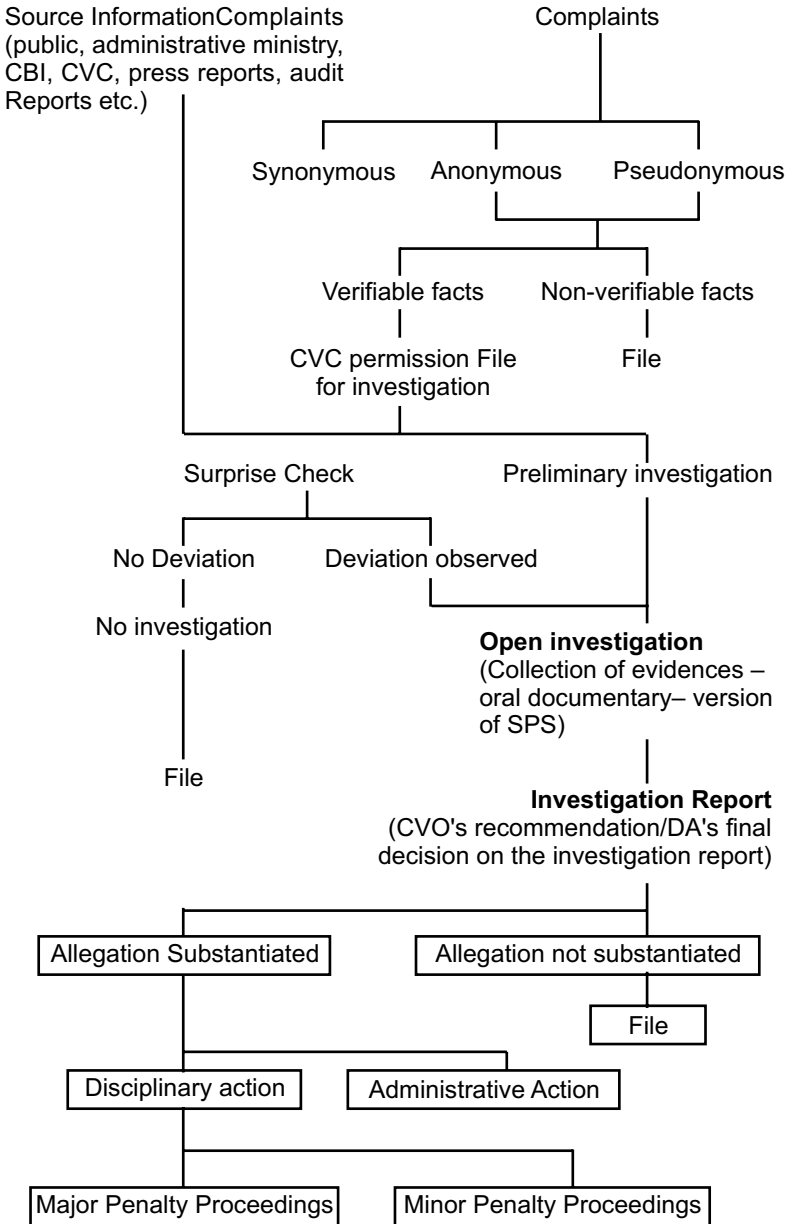 Source InformationComplaints
(public, administrative ministry,
CBI, CVC, press reports, audit
Reports etc.)
Complaints
Synonymous
Anonymous
Pseudonymous
Verifiable facts
Non-verifiable facts
CVC permission File
for investigation
File
Surprise Check
Preliminary investigation
No Deviation
Deviation observed
No investigation
File
Open investigation
(Collection of evidences –
oral documentary– version
of SPS)
Investigation Report
(CVO's recommendation/DA's final
decision on the investigation report)
Allegation Substantiated
Allegation not substantiated
File
Disciplinary action
Administrative Action
Major Penalty Proceedings
Minor Penalty Proceedings